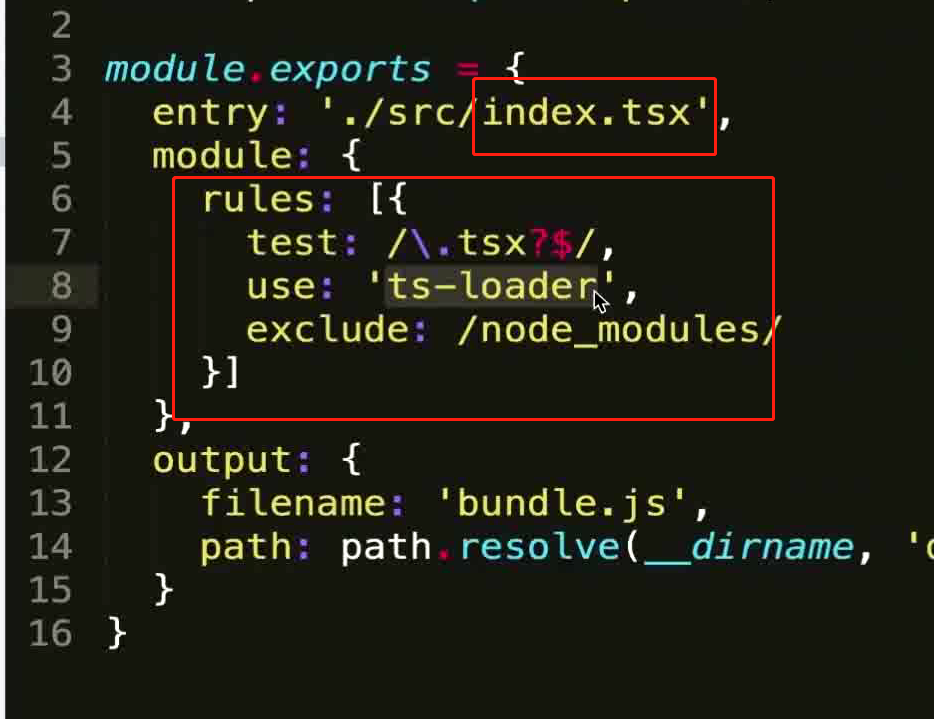 2
3 module.exports = {
4 entry: './src/index.tsx',
5 module: {
6 rules: [{
7 test: /\.tsx?$/,
8 use: 'ts-loader',
9 exclude: /node_modules/
10 }]
11 },
12 output: {
13 filename: 'bundle.js',
14 path: path.resolve(__dirname, '
15 }
16 }